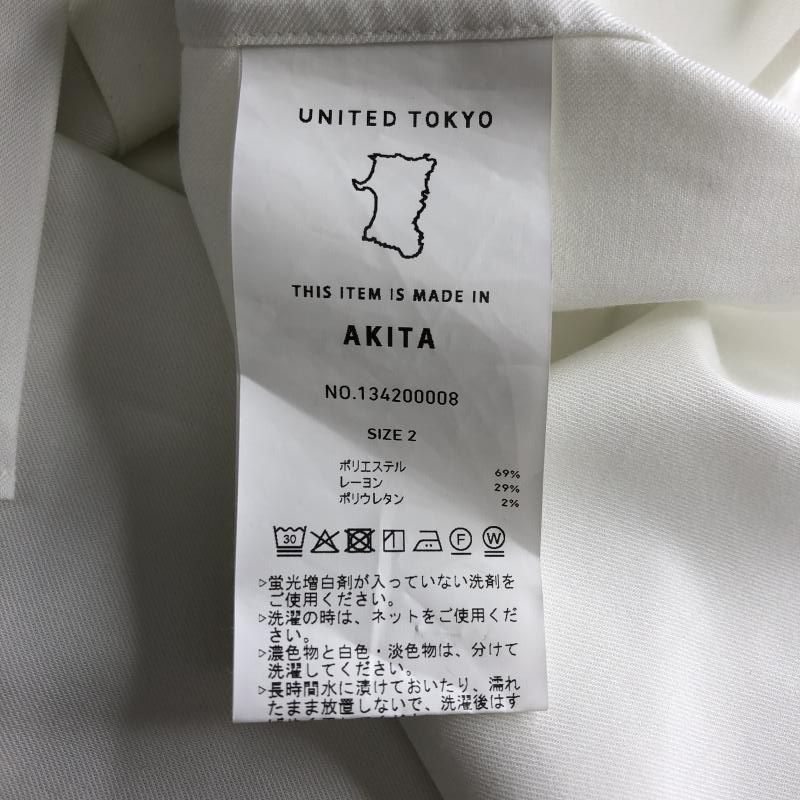 UNITED TOKYO
THIS ITEM IS MADE IN
AKITA
NO.134200008
SIZE 2
ポリエステル 69%
レーヨン 29%
ポリウレタン 2%
30 F W
▷蛍光増白剤が入っていない洗剤を
ご使用ください。
▷洗濯の時は、ネットをご使用くだ
さい。
▷濃色物と白色・淡色物は、分けて
洗濯してください。
▷長時間水に漬けておいたり、濡れ
たまま放置しないで、洗濯後はす